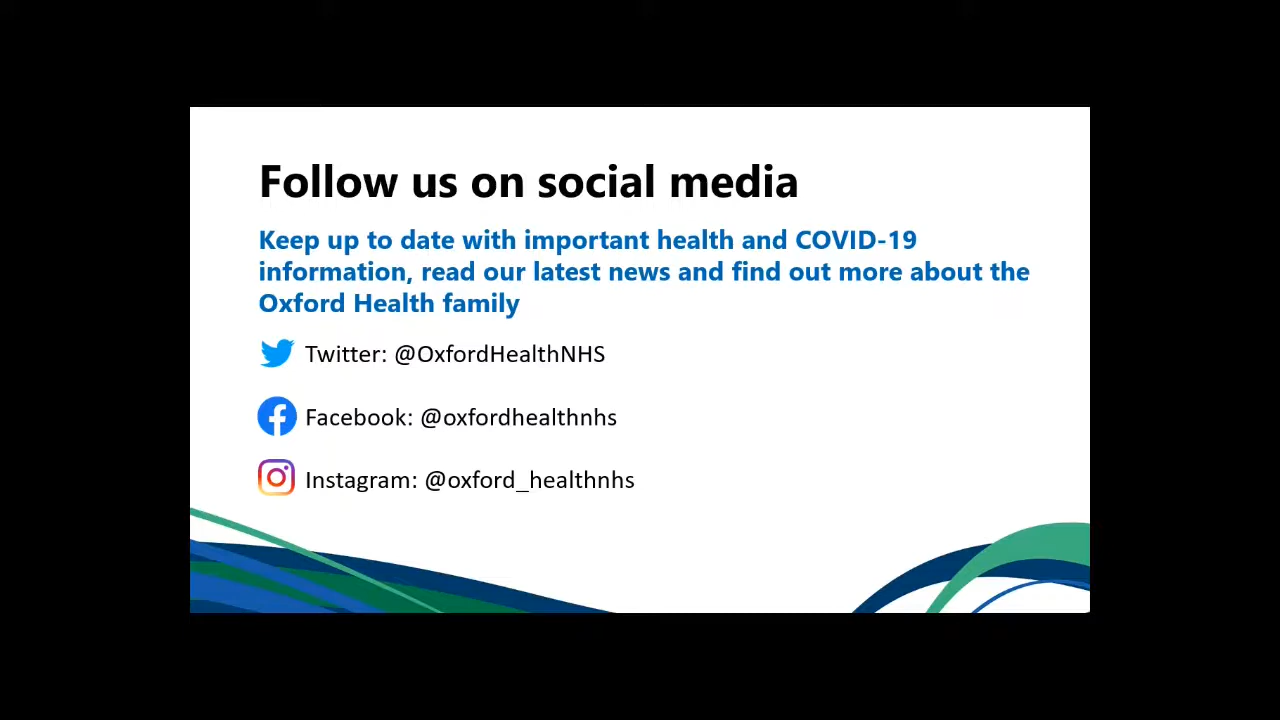 Follow us on social media
Keep up to date with important health and COVID-19
information, read our latest news and find out more about the
Oxford Health family
Twitter: @OxfordHealthNHS
Facebook: @oxfordhealthnhs
Instagram: @oxford_healthnhs